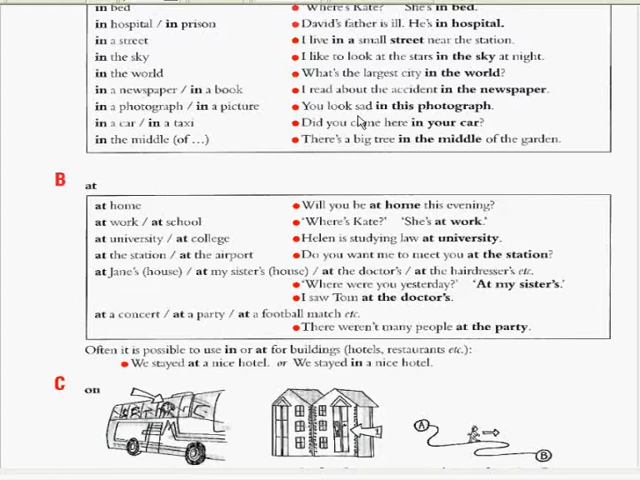 in bed • Where's Kate? She's in bed.
in hospital / in prison • David's father is ill. He's in hospital.
in a street • I live in a small street near the station.
in the sky • I like to look at the stars in the sky at night.
in the world • What's the largest city in the world?
in a newspaper / in a book • I read about the accident in the newspaper.
in a photograph / in a picture • You look sad in this photograph.
in a car / in a taxi • Did you come here in your car?
in the middle (of …) • There's a big tree in the middle of the garden.
B at
at home • Will you be at home this evening?
at work / at school • ‘Where's Kate?’ ‘She's at work.’
at university / at college • Helen is studying law at university.
at the station / at the airport • Do you want me to meet you at the station?
at Jane's (house) / at my sister's (house) / at the doctor's / at the hairdresser's etc.
• ‘Where were you yesterday?’ ‘At my sister's.’
• I saw Tom at the doctor's.
at a concert / at a party / at a football match etc.
• There weren't many people at the party.
Often it is possible to use in or at for buildings (hotels, restaurants etc.):
• We stayed at a nice hotel. or We stayed in a nice hotel.
C on
A
B